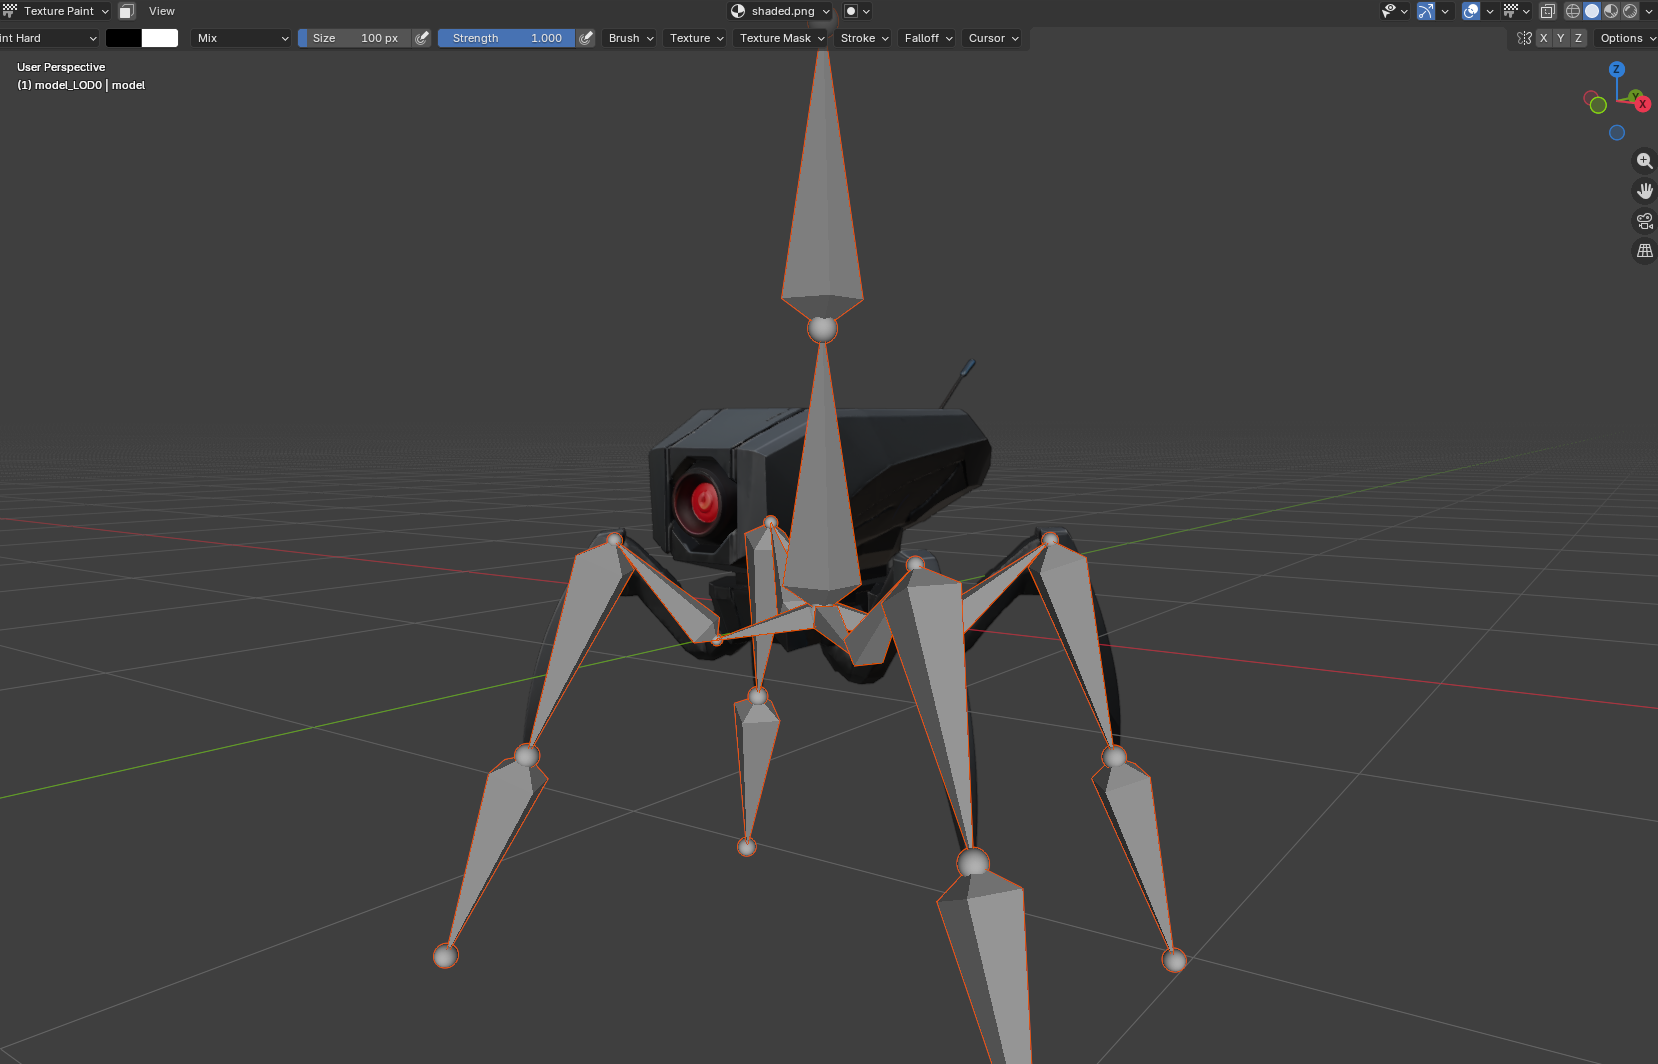 Texture Paint View shaded.png
nt Hard Mix Size 100 px Strength 1.000 Brush Texture Texture Mask Stroke Falloff Cursor X Y Z Options
User Perspective
(1) model_LOD0 | model
Z
Y
X